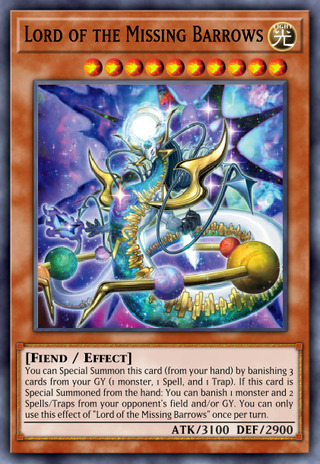 Lord of the Missing Barrows
LIGHT
光
[Fiend / Effect]
You can Special Summon this card (from your hand) by banishing 3
cards from your GY (1 monster, 1 Spell, and 1 Trap). If this card is
Special Summoned from the hand: You can banish 1 monster and 2
Spells/Traps from your opponent's field and/or GY. You can only
use this effect of "Lord of the Missing Barrows" once per turn.
ATK/3100 DEF/2900